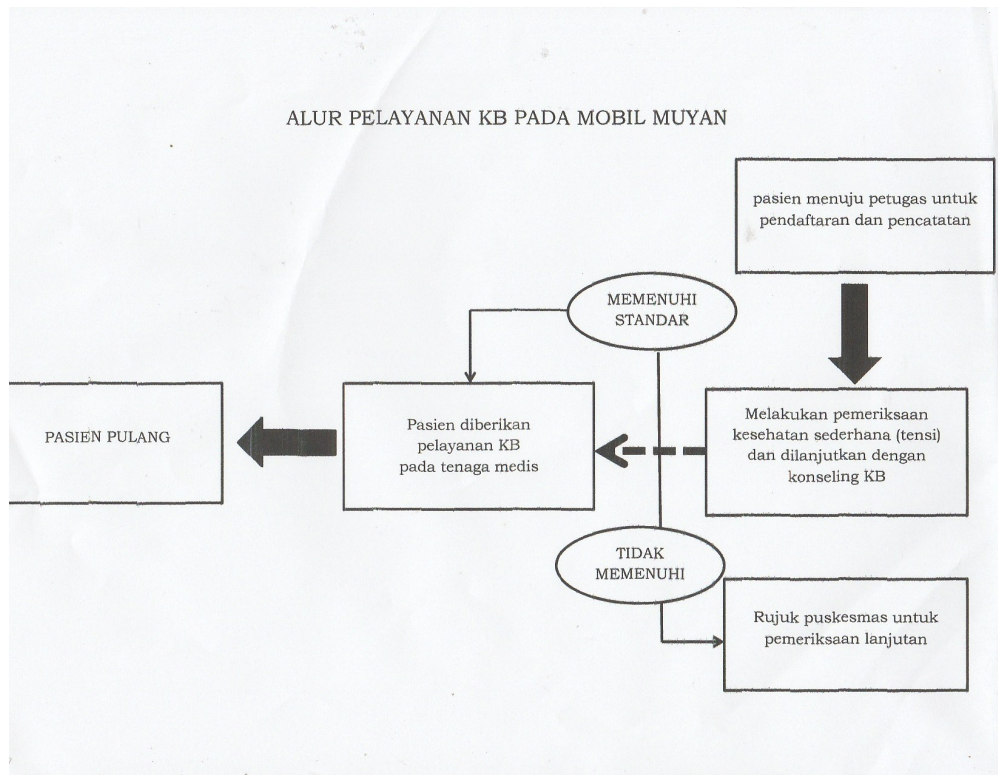 ALUR PELAYANAN KB PADA MOBIL MUYAN
pasien menuju petugas untuk
pendaftaran dan pencatatan
MEMENUHI
STANDAR
Melakukan pemeriksaan
kesehatan sederhana (tensi)
dan dilanjutkan dengan
konseling KB
Pasien diberikan
pelayanan KB
pada tenaga medis
PASIEN PULANG
TIDAK
MEMENUHI
Rujuk puskesmas untuk
pemeriksaan lanjutan